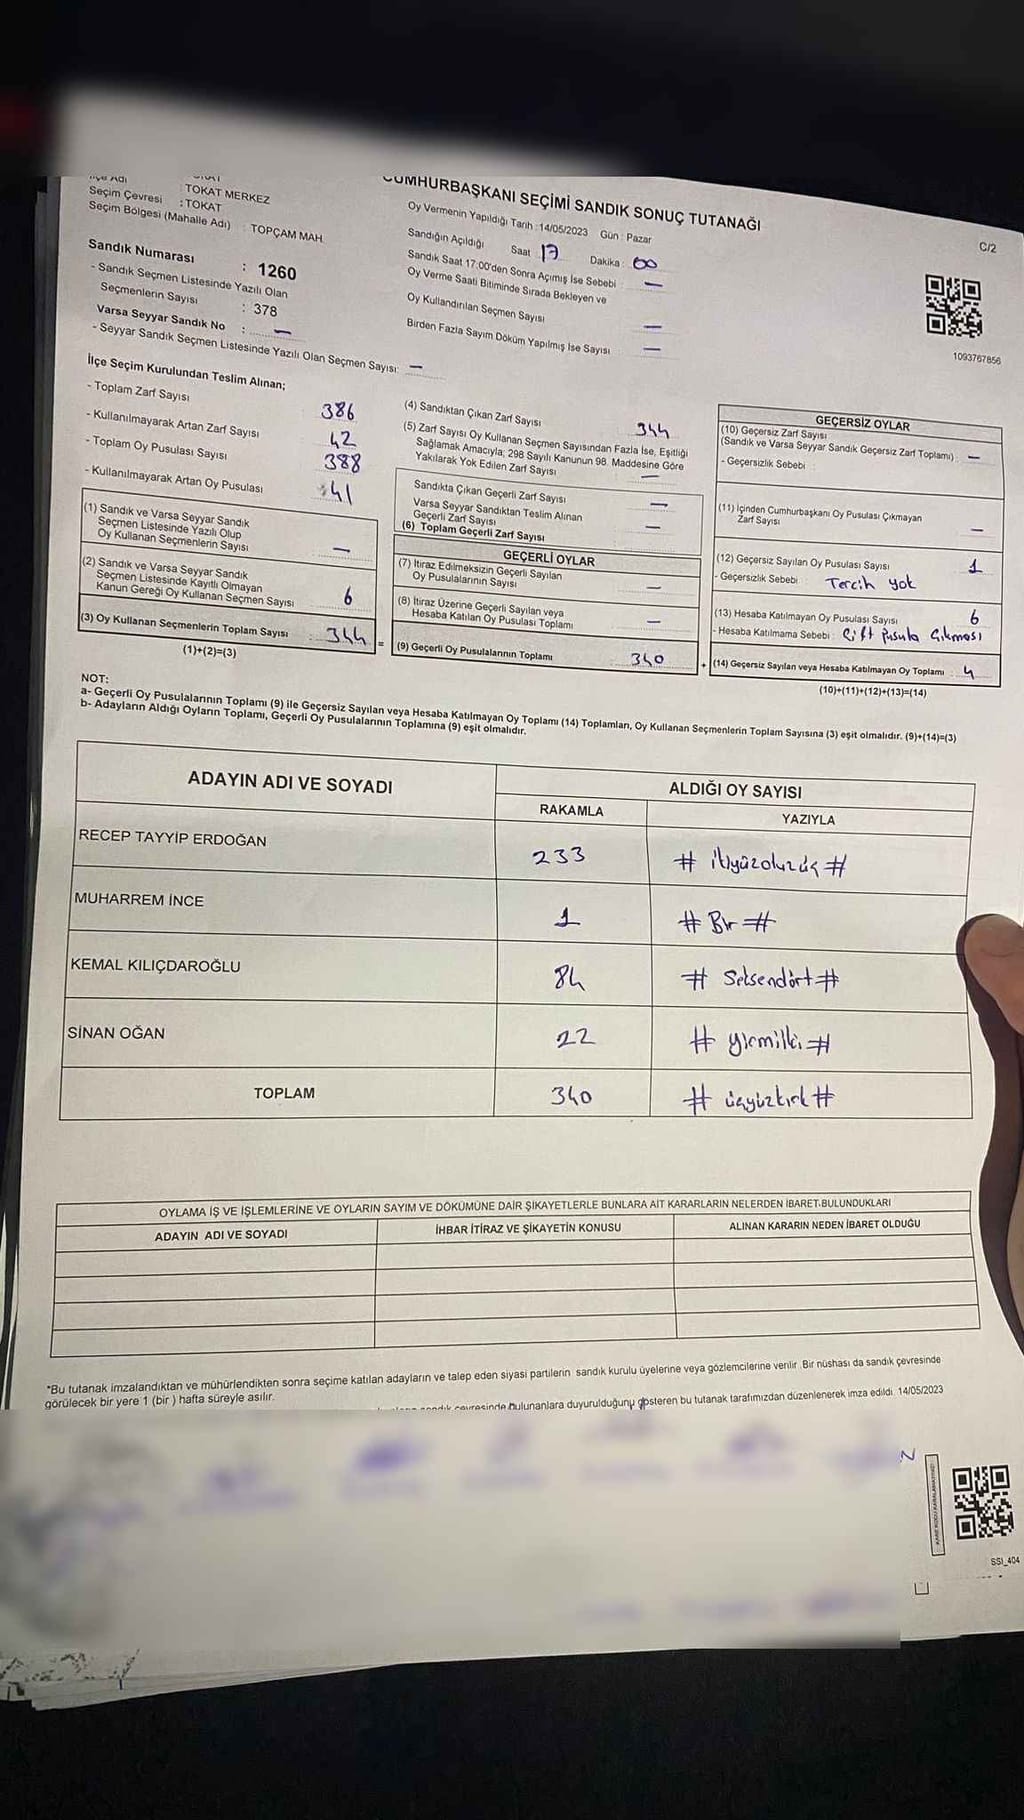 TOKAT MERKEZ
Seçim Çevresi : TOKAT
Seçim Bölgesi (Mahalle Adı) : TOPÇAM MAH.
Sandık Numarası : 1260
- Sandık Seçmen Listesinde Yazılı Olan
Seçmenlerin Sayısı : 378
Varsa Seyyar Sandık No : —
- Seyyar Sandık Seçmen Listesinde Yazılı Olan Seçmen Sayısı: —
CUMHURBAŞKANI SEÇİMİ SANDIK SONUÇ TUTANAĞI
Oy Vermenin Yapıldığı Tarih : 14/05/2023 Gün : Pazar
Sandığın Açıldığı Saat 17 Dakika : 00
Sandık Saat 17:00'den Sonra Açımış İse Sebebi : —
Oy Verme Saati Bitiminde Sırada Bekleyen ve
Oy Kullandırılan Seçmen Sayısı —
Birden Fazla Sayım Döküm Yapılmış İse Sayısı —
C/2
1093767856
İlçe Seçim Kurulundan Teslim Alınan;
- Toplam Zarf Sayısı 386
- Kullanılmayarak Artan Zarf Sayısı 42
- Toplam Oy Pusulası Sayısı 388
- Kullanılmayarak Artan Oy Pusulası 41
(1) Sandık ve Varsa Seyyar Sandık
Seçmen Listesinde Yazılı Olup
Oy Kullanan Seçmenlerin Sayısı —
(2) Sandık ve Varsa Seyyar Sandık
Seçmen Listesinde Kayıtlı Olmayan
Kanun Gereği Oy Kullanan Seçmen Sayısı 6
(3) Oy Kullanan Seçmenlerin Toplam Sayısı : 344 =
(1)+(2)=(3)
(4) Sandıktan Çıkan Zarf Sayısı 344
(5) Zarf Sayısı Oy Kullanan Seçmen Sayısından Fazla İse, Eşitliği
Sağlamak Amacıyla; 298 Sayılı Kanunun 98. Maddesine Göre
Yakılarak Yok Edilen Zarf Sayısı —
Sandıkta Çıkan Geçerli Zarf Sayısı —
Varsa Seyyar Sandıktan Teslim Alınan
Geçerli Zarf Sayısı —
(6) Toplam Geçerli Zarf Sayısı
GEÇERLİ OYLAR
(7) İtiraz Edilmeksizin Geçerli Sayılan
Oy Pusulalarının Sayısı —
(8) İtiraz Üzerine Geçerli Sayılan veya
Hesaba Katılan Oy Pusulası Toplamı —
(9) Geçerli Oy Pusulalarının Toplamı 340 +
GEÇERSİZ OYLAR
(10) Geçersiz Zarf Sayısı
(Sandık ve Varsa Seyyar Sandık Geçersiz Zarf Toplamı) —
- Geçersizlik Sebebi :
(11) İçinden Cumhurbaşkanı Oy Pusulası Çıkmayan
Zarf Sayısı —
(12) Geçersiz Sayılan Oy Pusulası Sayısı 1
- Geçersizlik Sebebi : Tercih yok
(13) Hesaba Katılmayan Oy Pusulası Sayısı 6
- Hesaba Katılmama Sebebi : Çift pusula Çıkması
(14) Geçersiz Sayılan veya Hesaba Katılmayan Oy Toplamı 4
(10)+(11)+(12)+(13)=(14)
NOT:
a- Geçerli Oy Pusulalarının Toplamı (9) ile Geçersiz Sayılan veya Hesaba Katılmayan Oy Toplamı (14) Toplamları, Oy Kullanan Seçmenlerin Toplam Sayısına (3) eşit olmalıdır. (9)+(14)=(3)
b- Adayların Aldığı Oyların Toplamı, Geçerli Oy Pusulalarının Toplamına (9) eşit olmalıdır.
ADAYIN ADI VE SOYADI ALDIĞI OY SAYISI
RAKAMLA YAZIYLA
RECEP TAYYİP ERDOĞAN 233 # ikiyüzotuzüç #
MUHARREM İNCE 1 # Bir #
KEMAL KILIÇDAROĞLU 84 # Seksendört #
SİNAN OĞAN 22 # yirmiiki #
TOPLAM 340 # üçyüzkırk #
OYLAMA İŞ VE İŞLEMLERİNE VE OYLARIN SAYIM VE DÖKÜMÜNE DAİR ŞİKAYETLERLE BUNLARA AİT KARARLARIN NELERDEN İBARET BULUNDUKLARI
ADAYIN ADI VE SOYADI İHBAR İTİRAZ VE ŞİKAYETİN KONUSU ALINAN KARARIN NEDEN İBARET OLDUĞU
*Bu tutanak imzalandıktan ve mühürlendikten sonra seçime katılan adayların ve talep eden siyasi partilerin sandık kurulu üyelerine veya gözlemcilerine verilir. Bir nüshası da sandık çevresinde
görülecek bir yere 1 (bir) hafta süreyle asılır.
sandık çevresinde bulunanlara duyurulduğunu gösteren bu tutanak tarafımızdan düzenlenerek imza edildi. 14/05/2023
N
SSI_404